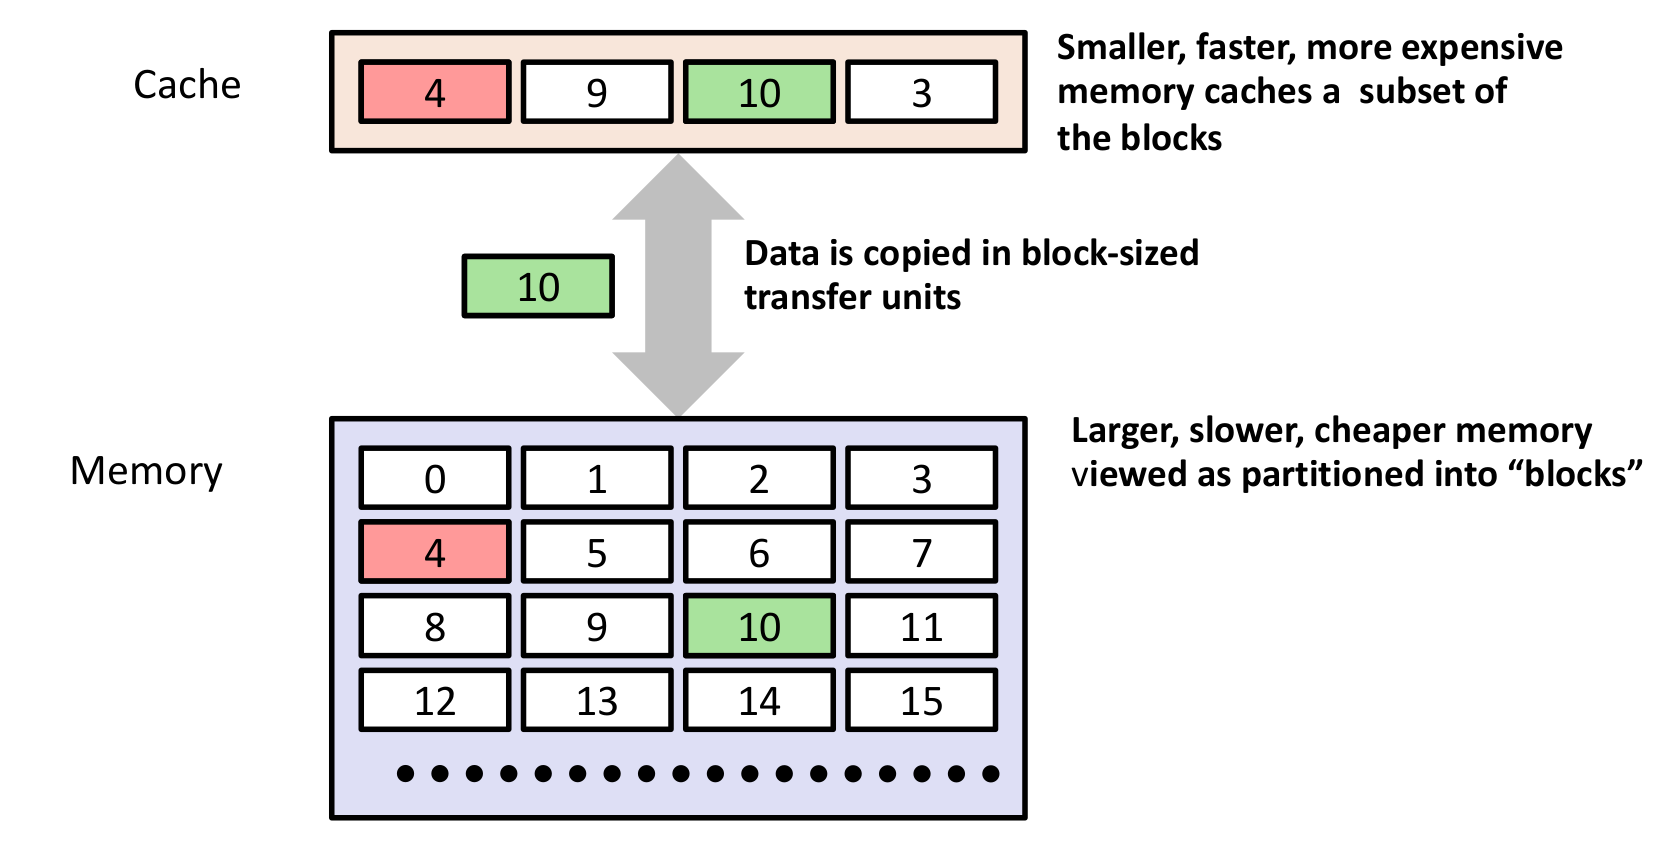 Cache
4 9 10 3
Smaller, faster, more expensive
memory caches a  subset of
the blocks
10
Data is copied in block-sized
transfer units
Memory
0 1 2 3
4 5 6 7
8 9 10 11
12 13 14 15
Larger, slower, cheaper memory
viewed as partitioned into “blocks”